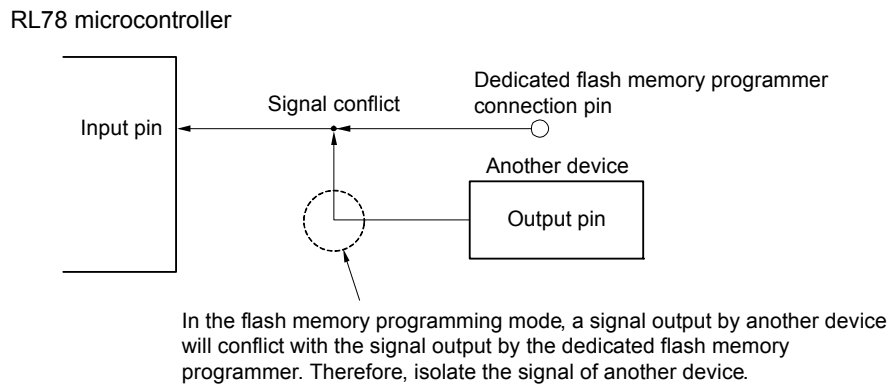 RL78 microcontroller
Dedicated flash memory programmer
connection pin
Signal conflict
Input pin
Another device
Output pin
In the flash memory programming mode, a signal output by another device
will conflict with the signal output by the dedicated flash memory
programmer. Therefore, isolate the signal of another device.